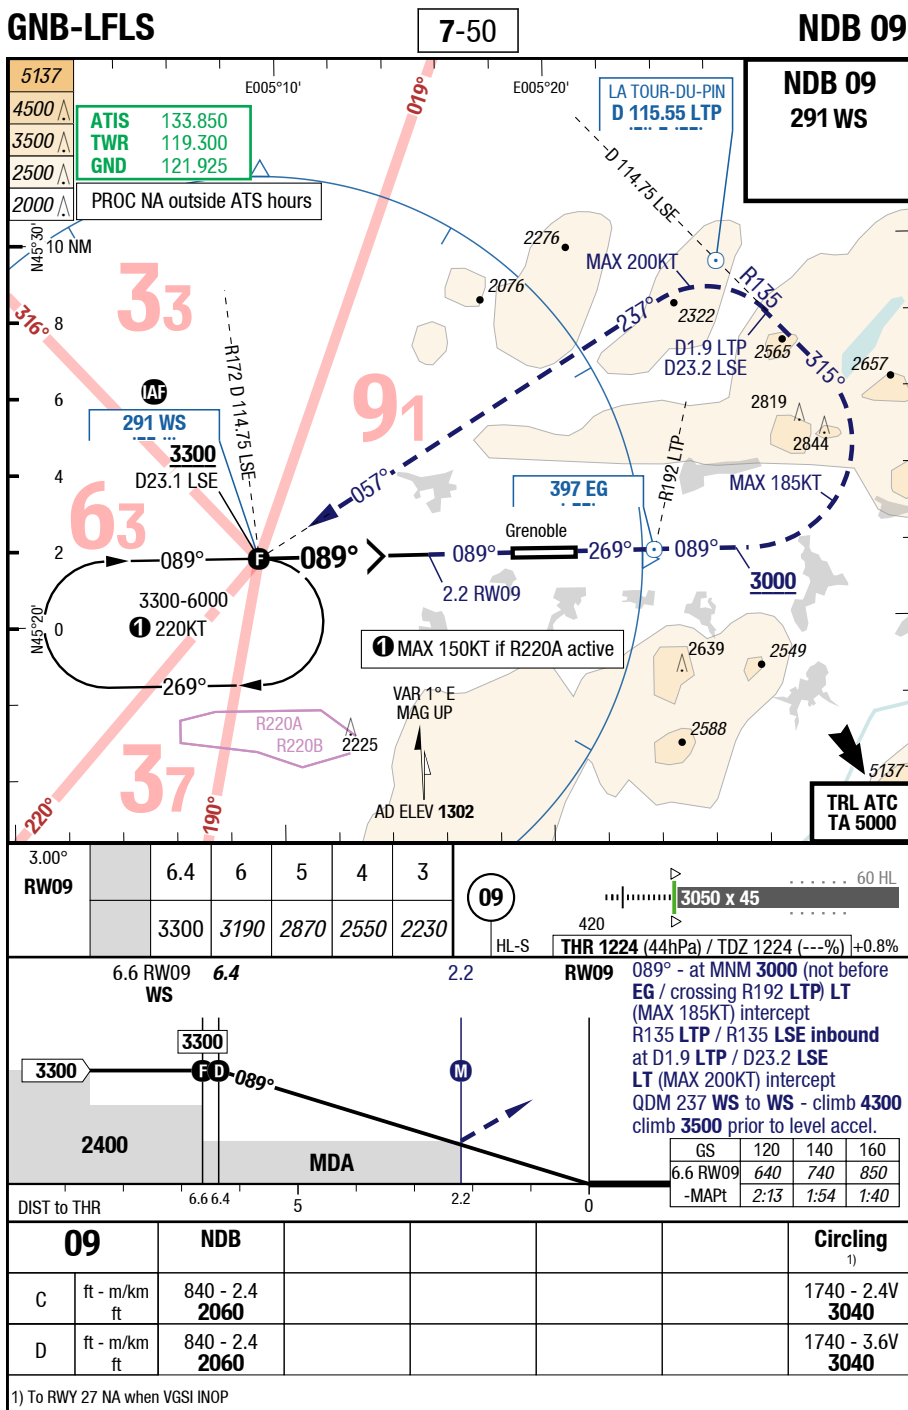 GNB-LFLS
7-50
NDB 09
5137
4500
3500
2500
2000
ATIS 133.850
TWR 119.300
GND 121.925
PROC NA outside ATS hours
E005°10'
E005°20'
019°
LA TOUR-DU-PIN
D 115.55 LTP
NDB 09
291 WS
D 114.75 LSE
N45°30'
10 NM
8
6
4
2
0
N45°20'
33
316°
R172 D 114.75 LSE
91
63
37
2276
2076
MAX 200KT
R135
237°
2322
D1.9 LTP
D23.2 LSE
2565
315°
2657
IAF
291 WS
3300
D23.1 LSE
2819
2844
057°
397 EG
R192 LTP
MAX 185KT
Grenoble
089°
F
089°
089°
269°
089°
2.2 RW09
3000
3300-6000
1 220KT
1 MAX 150KT if R220A active
269°
2639
2549
VAR 1° E
MAG UP
R220A
R220B
2225
2588
5137
220°
190°
AD ELEV 1302
TRL ATC
TA 5000
3.00°
RW09
6.4 6 5 4 3
3300 3190 2870 2550 2230
09
HL-S
420
3050 x 45
60 HL
THR 1224 (44hPa) / TDZ 1224 (---%)
+0.8%
6.6 RW09 6.4
WS
2.2
RW09
3300
3300
F D
089°
M
2400
MDA
DIST to THR
6.6 6.4
5
2.2
0
089° - at MNM 3000 (not before
EG / crossing R192 LTP) LT
(MAX 185KT) intercept
R135 LTP / R135 LSE inbound
at D1.9 LTP / D23.2 LSE
LT (MAX 200KT) intercept
QDM 237 WS to WS - climb 4300
climb 3500 prior to level accel.
GS 120 140 160
6.6 RW09 640 740 850
-MAPt 2:13 1:54 1:40
09 NDB Circling
1)
C ft - m/km 840 - 2.4 1740 - 2.4V
ft 2060 3040
D ft - m/km 840 - 2.4 1740 - 3.6V
ft 2060 3040
1) To RWY 27 NA when VGSI INOP